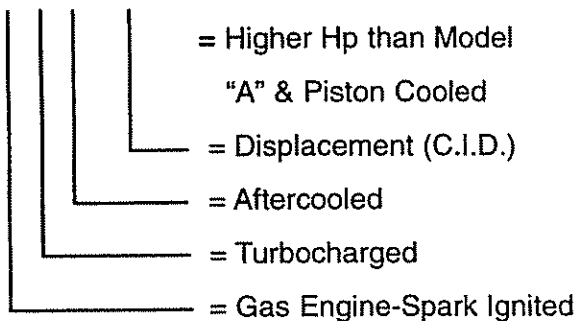 = Higher Hp than Model
“A” & Piston Cooled
= Displacement (C.I.D.)
= Aftercooled
= Turbocharged
= Gas Engine-Spark Ignited